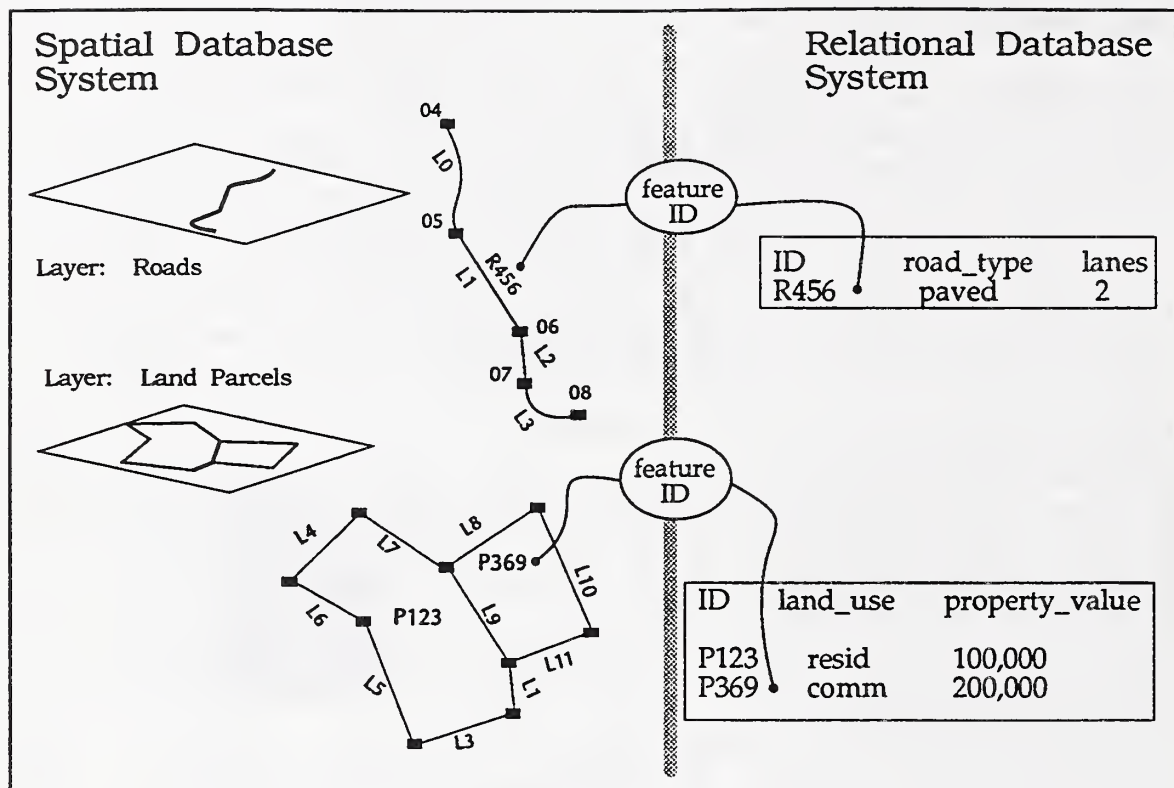 Spatial Database
System
Relational Database
System
04
L0
05
R456
L1
06
L2
07
08
L3
Layer: Roads
feature
ID
ID road_type lanes
R456 paved 2
Layer: Land Parcels
feature
ID
L4
L7
L8
P369
L10
L6
P123
L9
L11
L5
L1
L3
ID land_use property_value
P123 resid 100,000
P369 comm 200,000